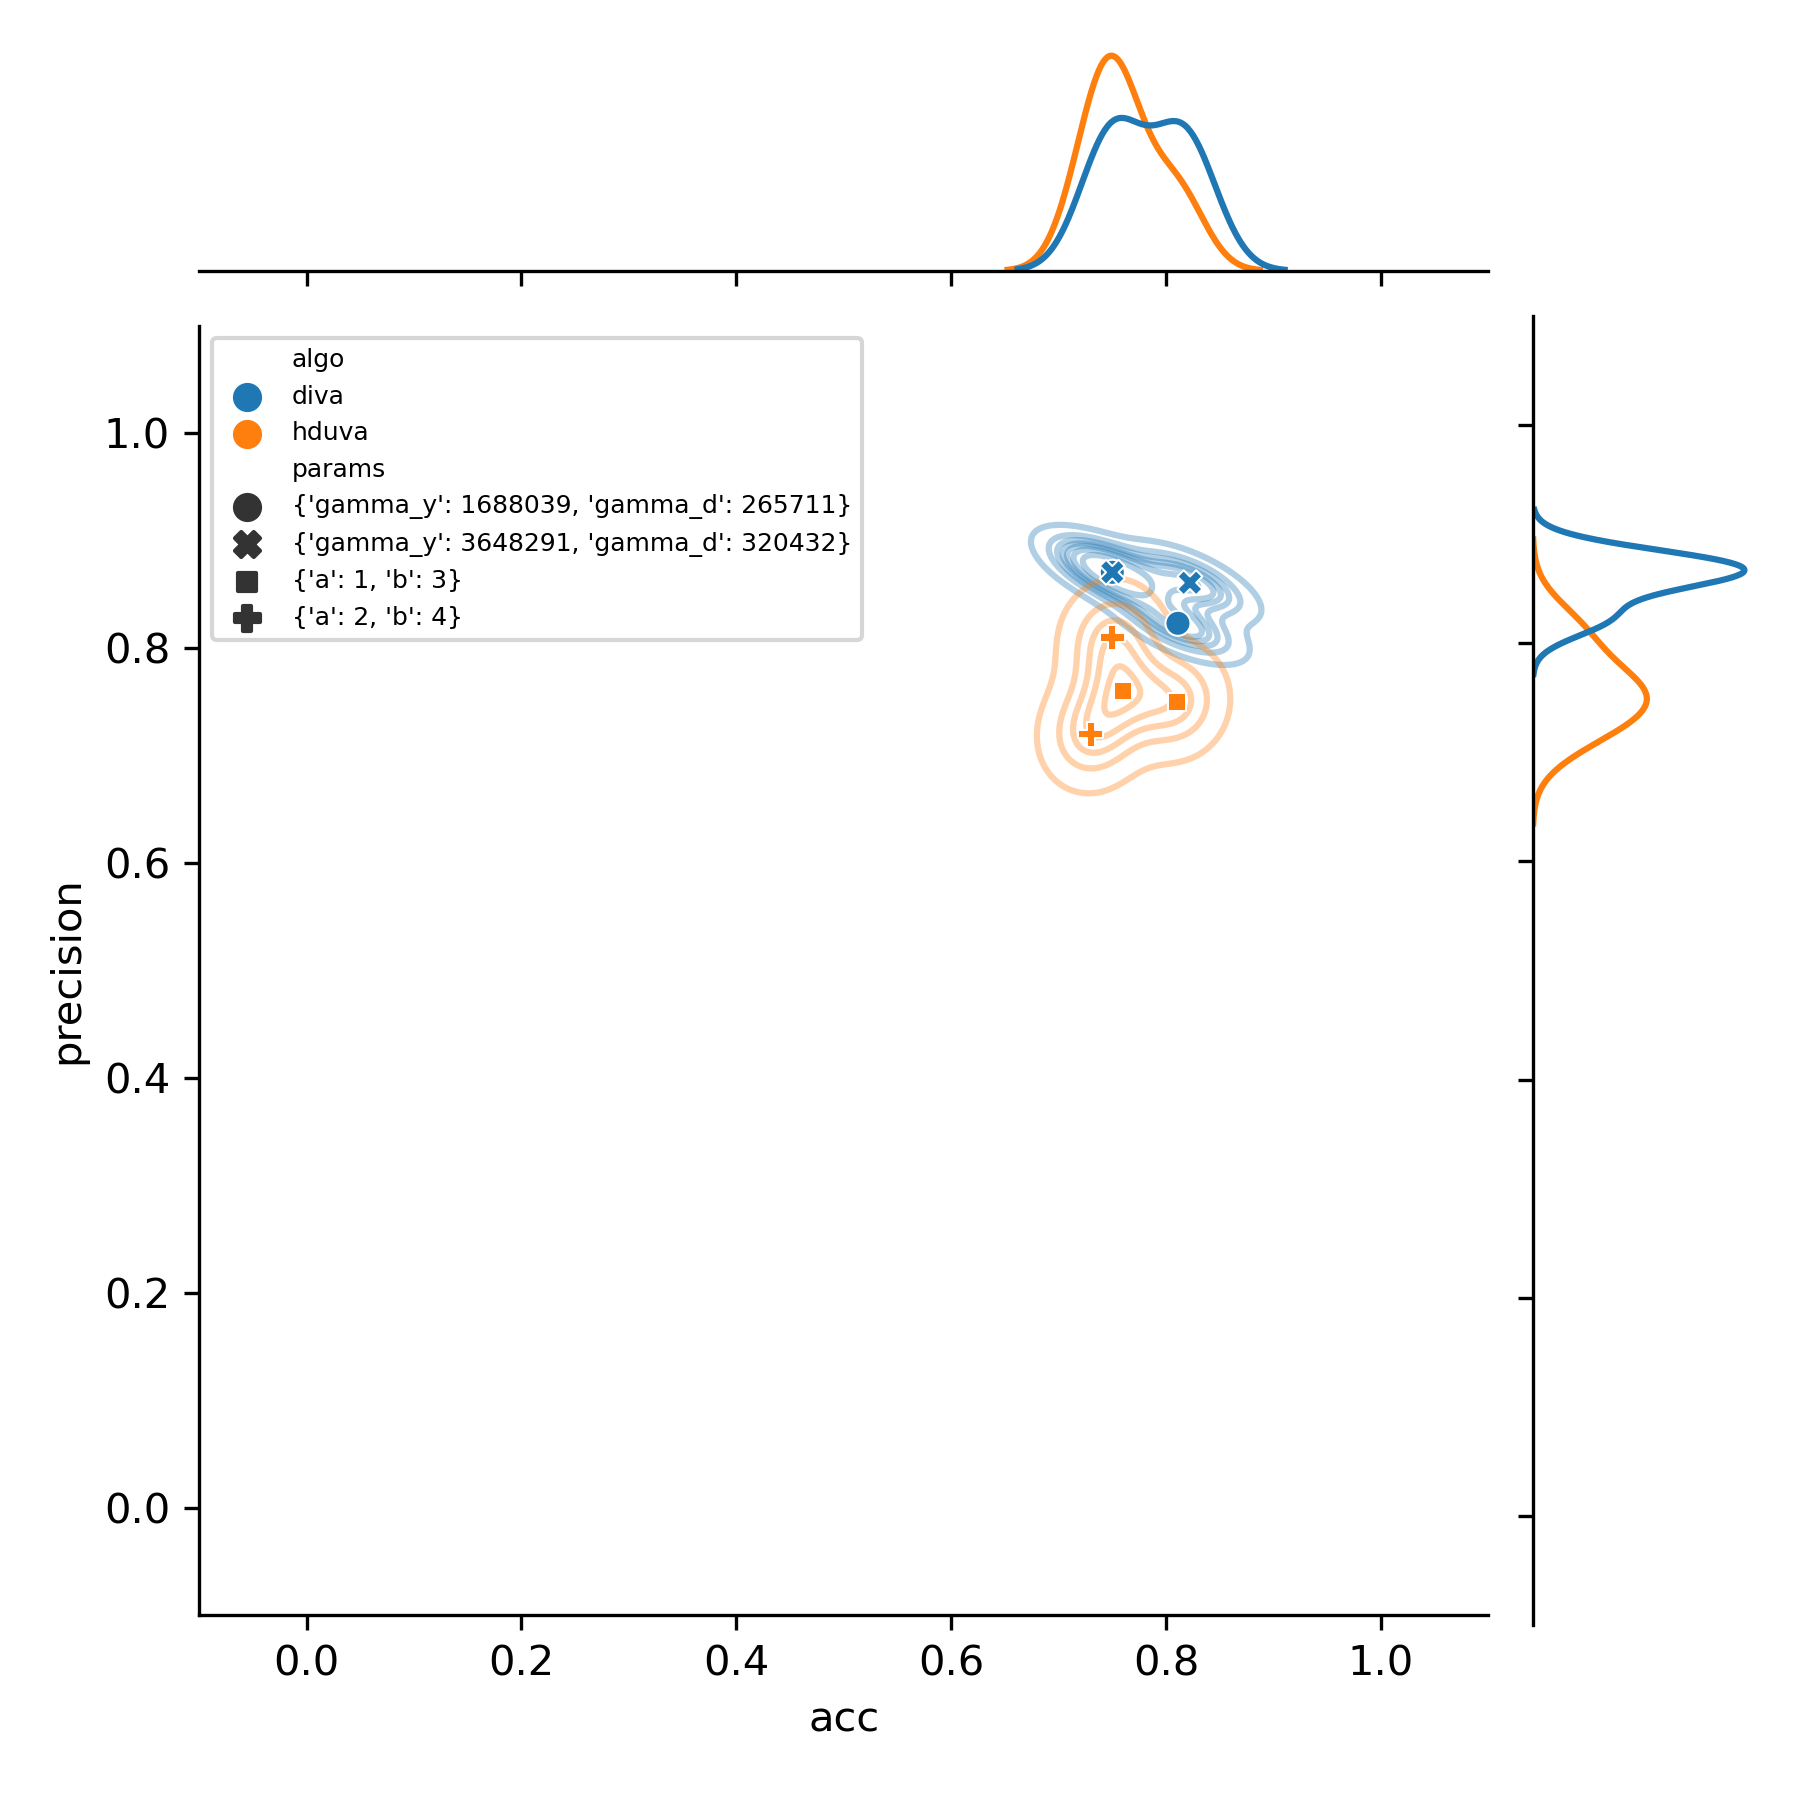 algo
diva
hduva
params
{'gamma_y': 1688039, 'gamma_d': 265711}
{'gamma_y': 3648291, 'gamma_d': 320432}
{'a': 1, 'b': 3}
{'a': 2, 'b': 4}
1.0
0.8
0.6
0.4
0.2
0.0
precision
0.0 0.2 0.4 0.6 0.8 1.0
acc